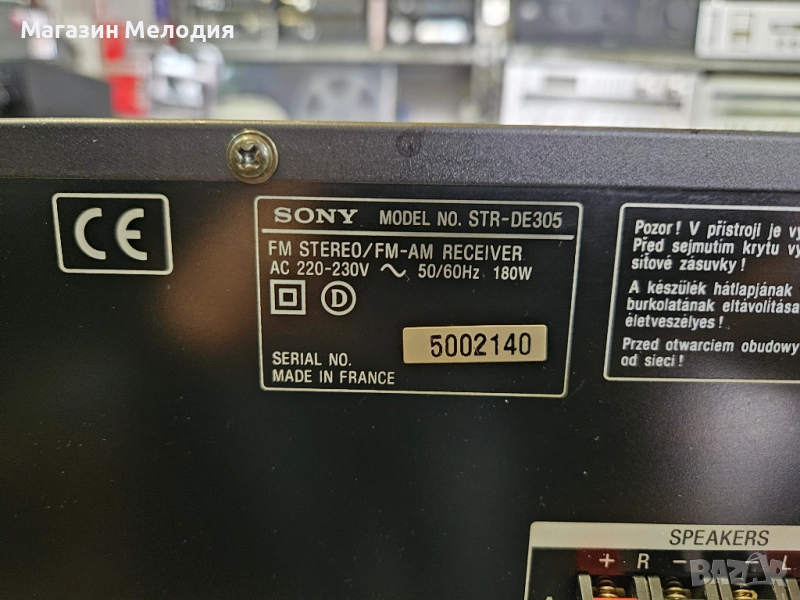 Магазин Мелодия
CE
SONY MODEL NO. STR-DE305
FM STEREO/FM-AM RECEIVER
AC 220-230V ~ 50/60Hz 180W
D
SERIAL NO. 5002140
MADE IN FRANCE
Pozor! V přístroji je
Před sejmutím krytu
síťové zásuvky!
A készülék hátlapjának
burkolatának eltávolítása
életveszélyes!
Przed otwarciem obudowy
od sieci!
SPEAKERS
+ R − − L
BAZAR